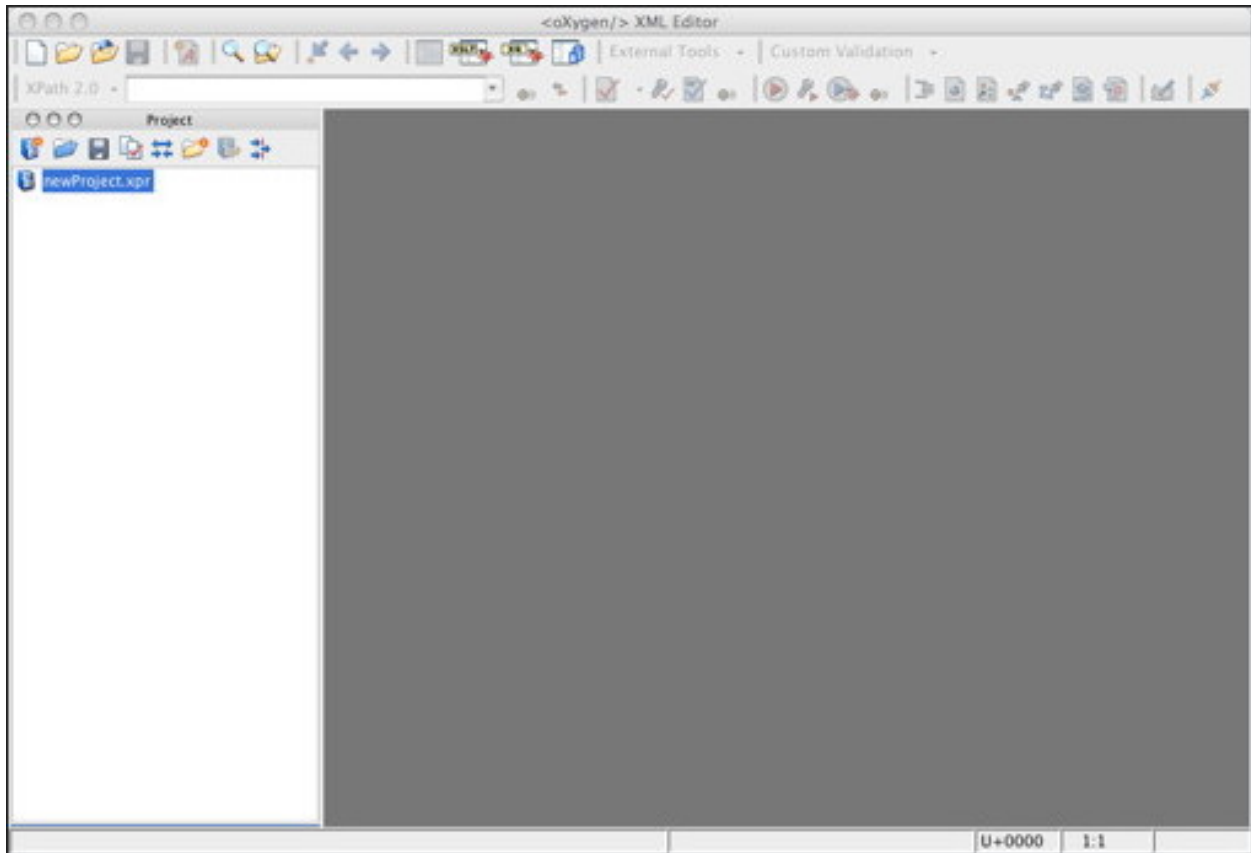 <oXygen/> XML Editor
External Tools Custom Validation
XPath 2.0
Project
newProject.xpr
U+0000 1:1